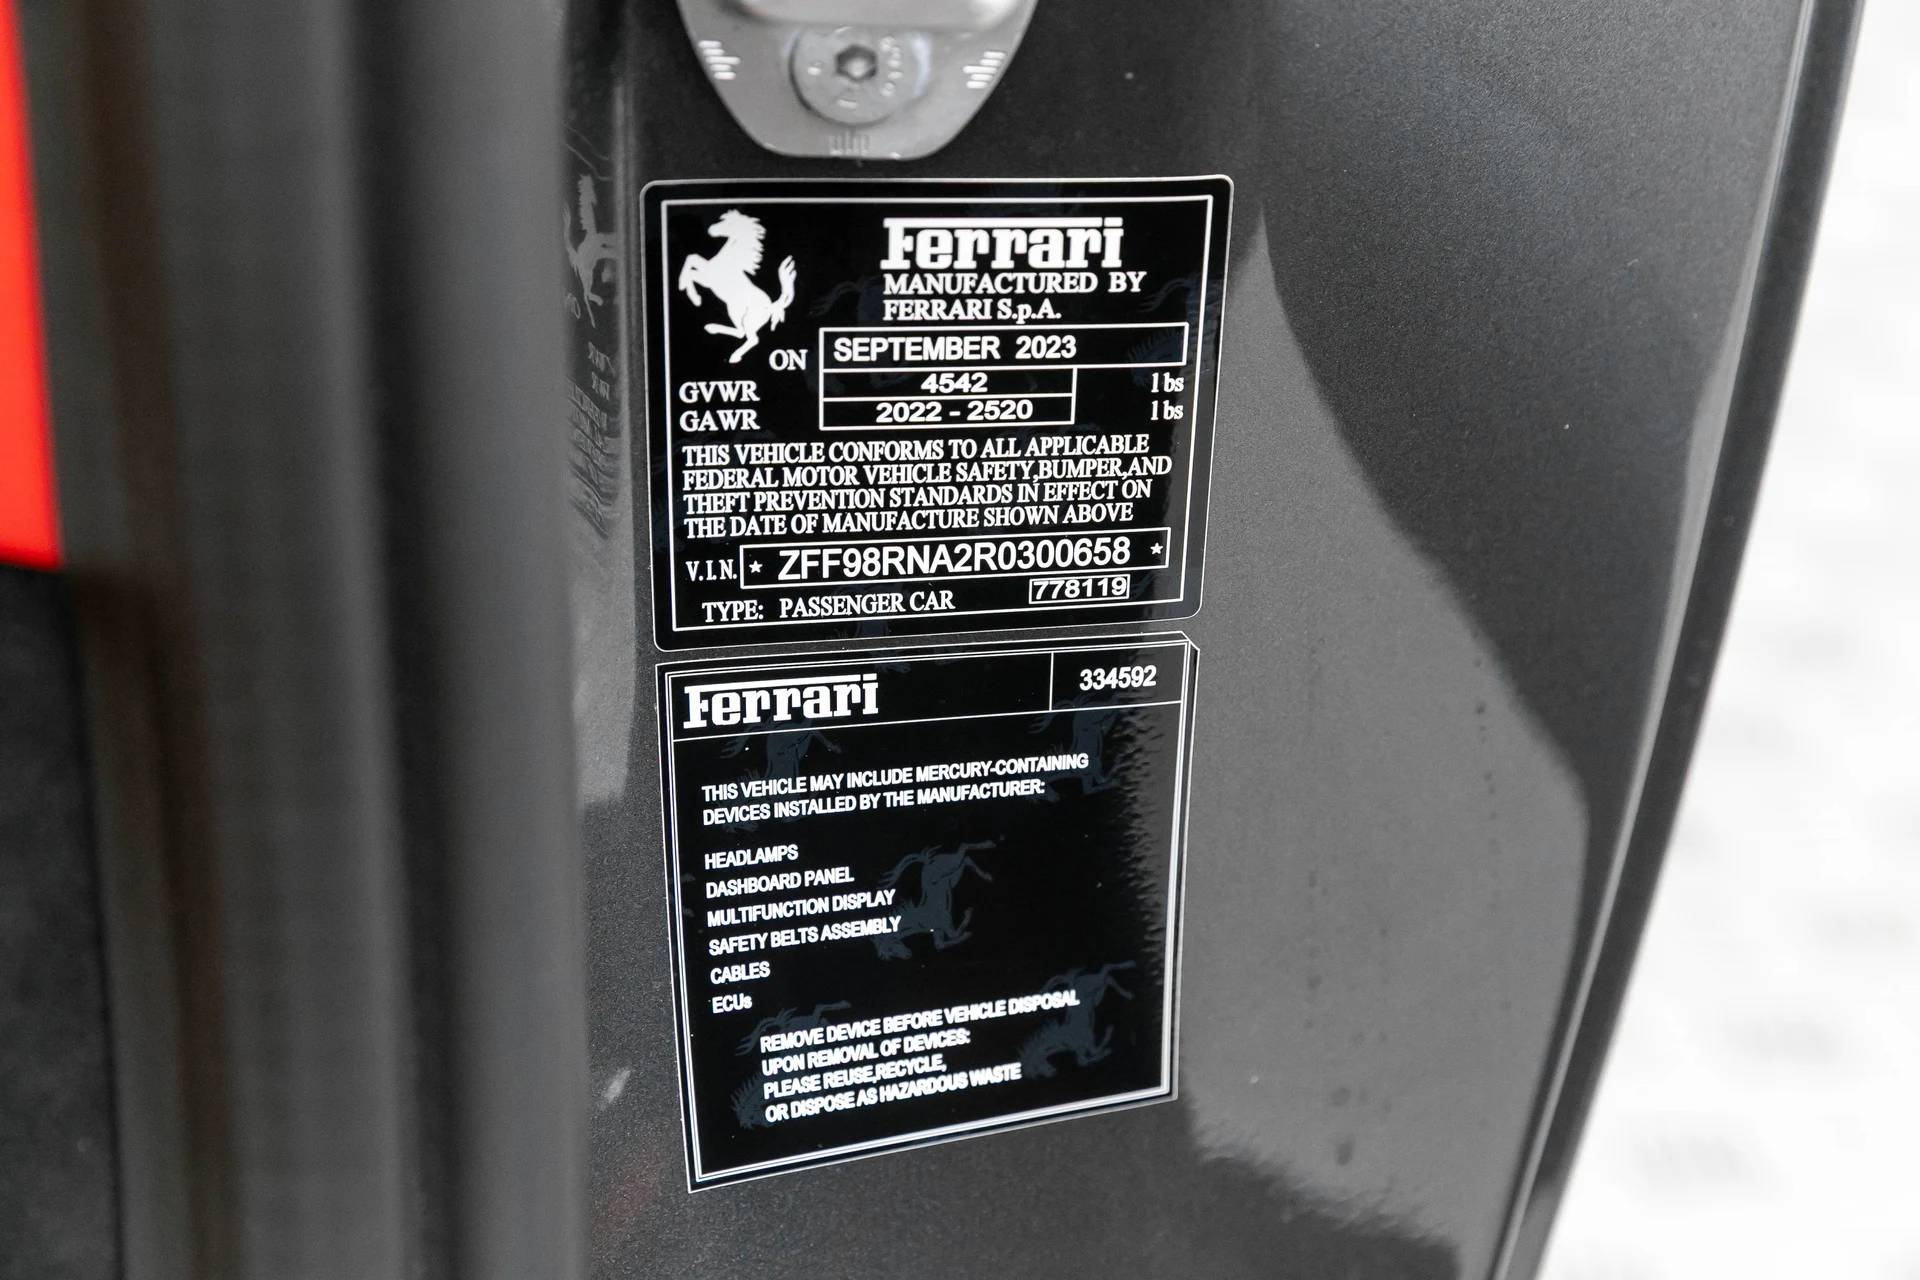 Ferrari
MANUFACTURED BY
FERRARI S.p.A.
ON SEPTEMBER 2023
GVWR 4542 lbs
GAWR 2022 - 2520 lbs
THIS VEHICLE CONFORMS TO ALL APPLICABLE
FEDERAL MOTOR VEHICLE SAFETY,BUMPER,AND
THEFT PREVENTION STANDARDS IN EFFECT ON
THE DATE OF MANUFACTURE SHOWN ABOVE
V.I.N. * ZFF98RNA2R0300658 *
TYPE: PASSENGER CAR 778119
Ferrari 334592
THIS VEHICLE MAY INCLUDE MERCURY-CONTAINING
DEVICES INSTALLED BY THE MANUFACTURER:
HEADLAMPS
DASHBOARD PANEL
MULTIFUNCTION DISPLAY
SAFETY BELTS ASSEMBLY
CABLES
ECUs
REMOVE DEVICE BEFORE VEHICLE DISPOSAL
UPON REMOVAL OF DEVICES:
PLEASE REUSE,RECYCLE,
OR DISPOSE AS HAZARDOUS WASTE